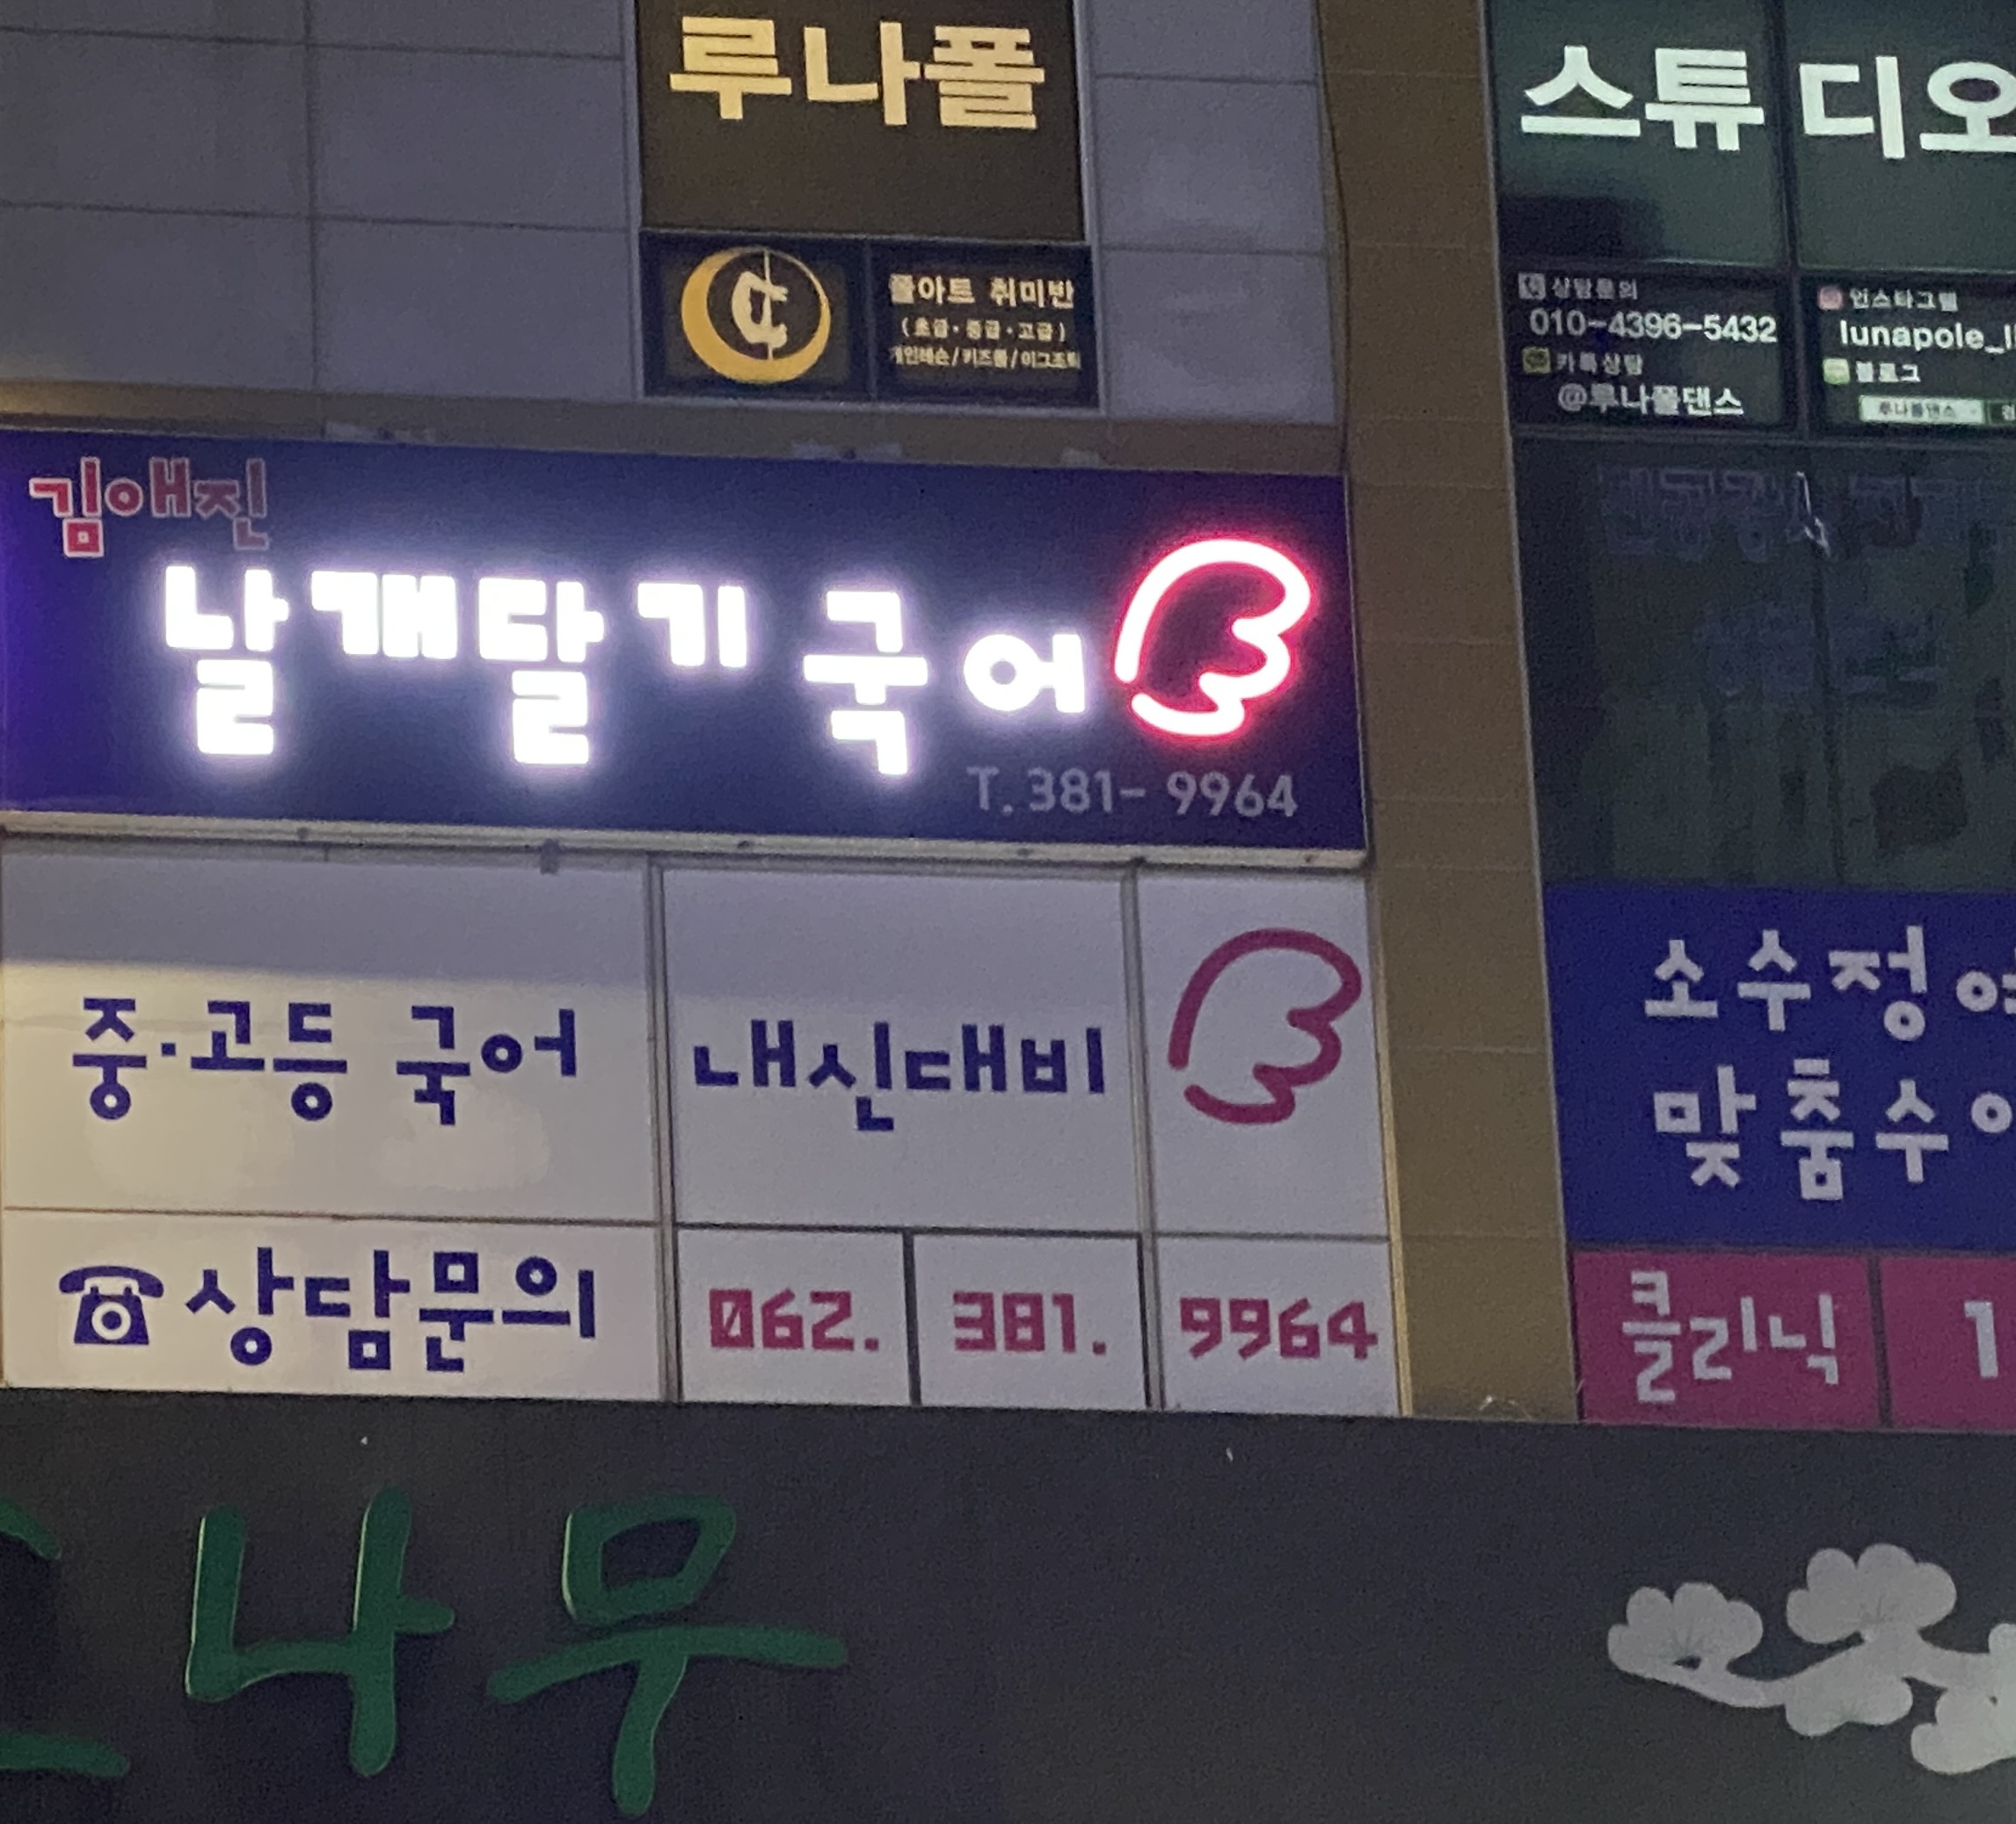 루나폴
스튜디오
폴아트 취미반
(초급·중급·고급)
개인레슨/키즈폴/이그조틱
상담문의
010-4396-5432
카톡상담
@루나폴댄스
인스타그램
lunapole_
블로그
루나폴댄스
김애진
날개달기 국어
T. 381-9964
중·고등 국어
내신대비
상담문의
062. 381. 9964
소수정예
맞춤수
클리닉
1
나무